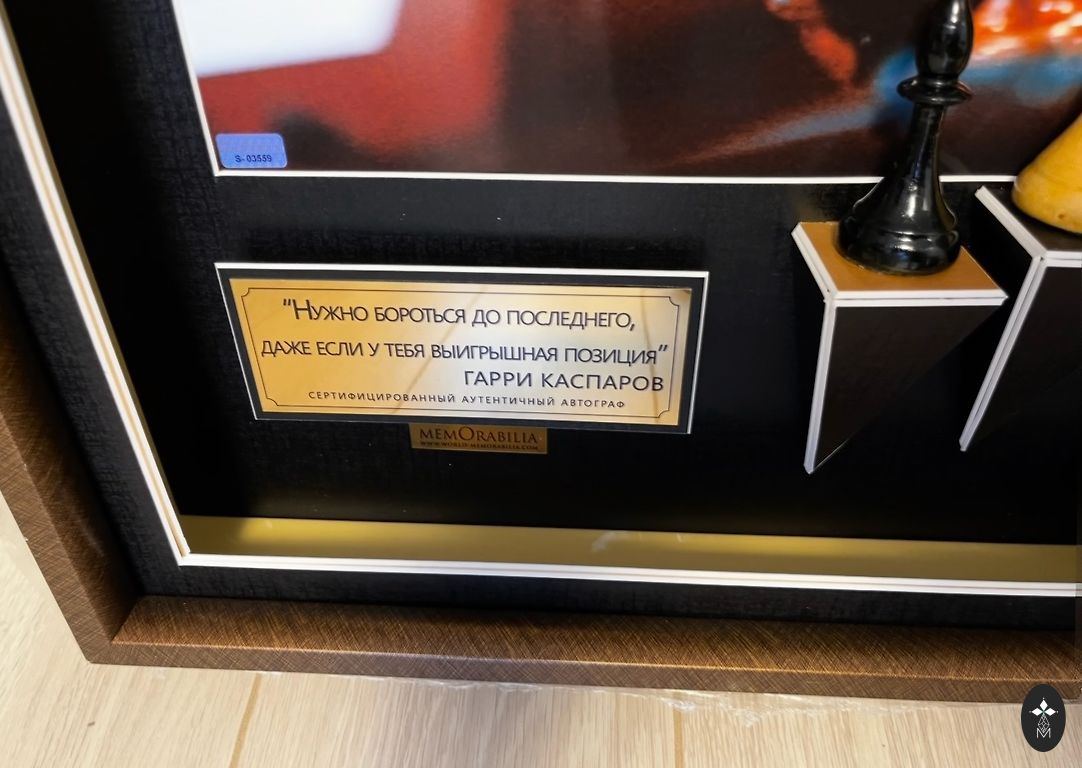 S-03559
"Нужно бороться до последнего,
даже если у тебя выигрышная позиция"
ГАРРИ КАСПАРОВ
СЕРТИФИЦИРОВАННЫЙ АУТЕНТИЧНЫЙ АВТОГРАФ
MEMORABILIA
WWW.WORLD-MEMORABILIA.COM
M